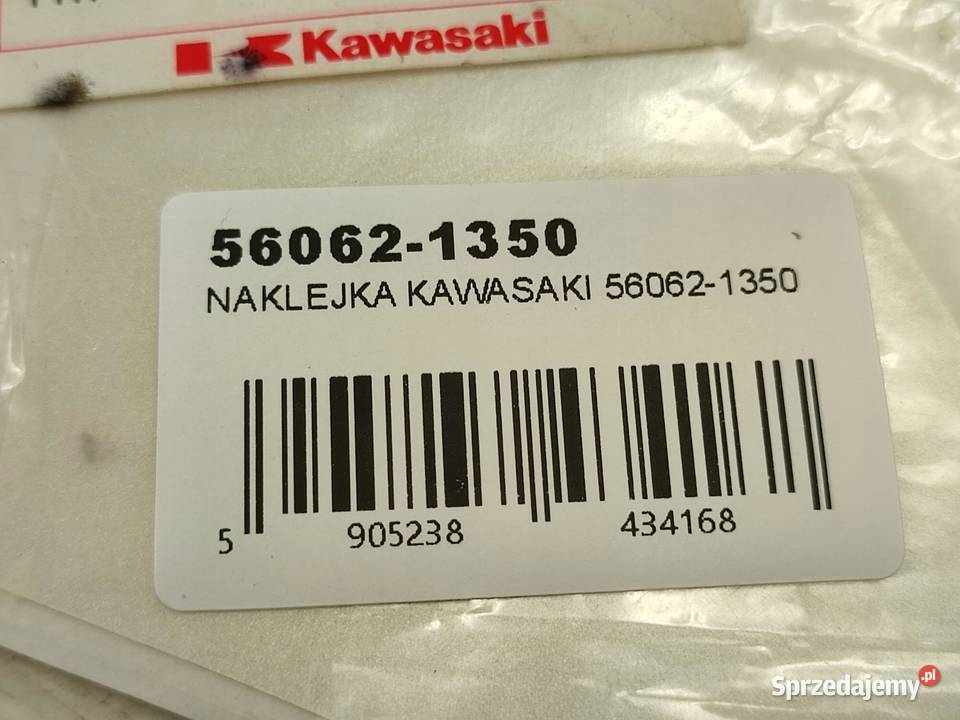 Kawasaki
56062-1350
NAKLEJKA KAWASAKI 56062-1350
5 905238 434168
Sprzedajemy.pl